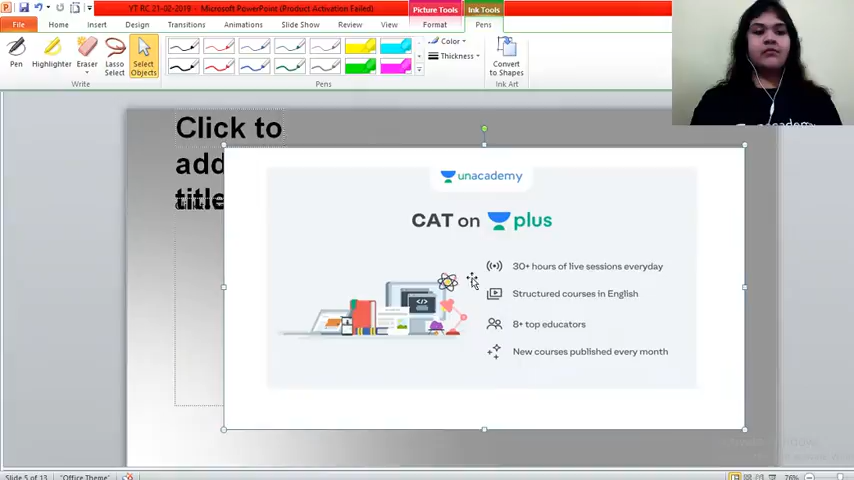 YT RC 21-02-2019 - Microsoft PowerPoint (Product Activation Failed)
Picture Tools
Ink Tools
File
Home
Insert
Design
Transitions
Animations
Slide Show
Review
View
Format
Pens
Pen
Highlighter
Eraser
Lasso
Select
Select
Objects
Color
Thickness
Convert
to Shapes
Write
Pens
Ink Art
Click to
add
title
unacademy
CAT on plus
30+ hours of live sessions everyday
Structured courses in English
8+ top educators
New courses published every month
Slide 5 of 13
"Office Theme"
76%